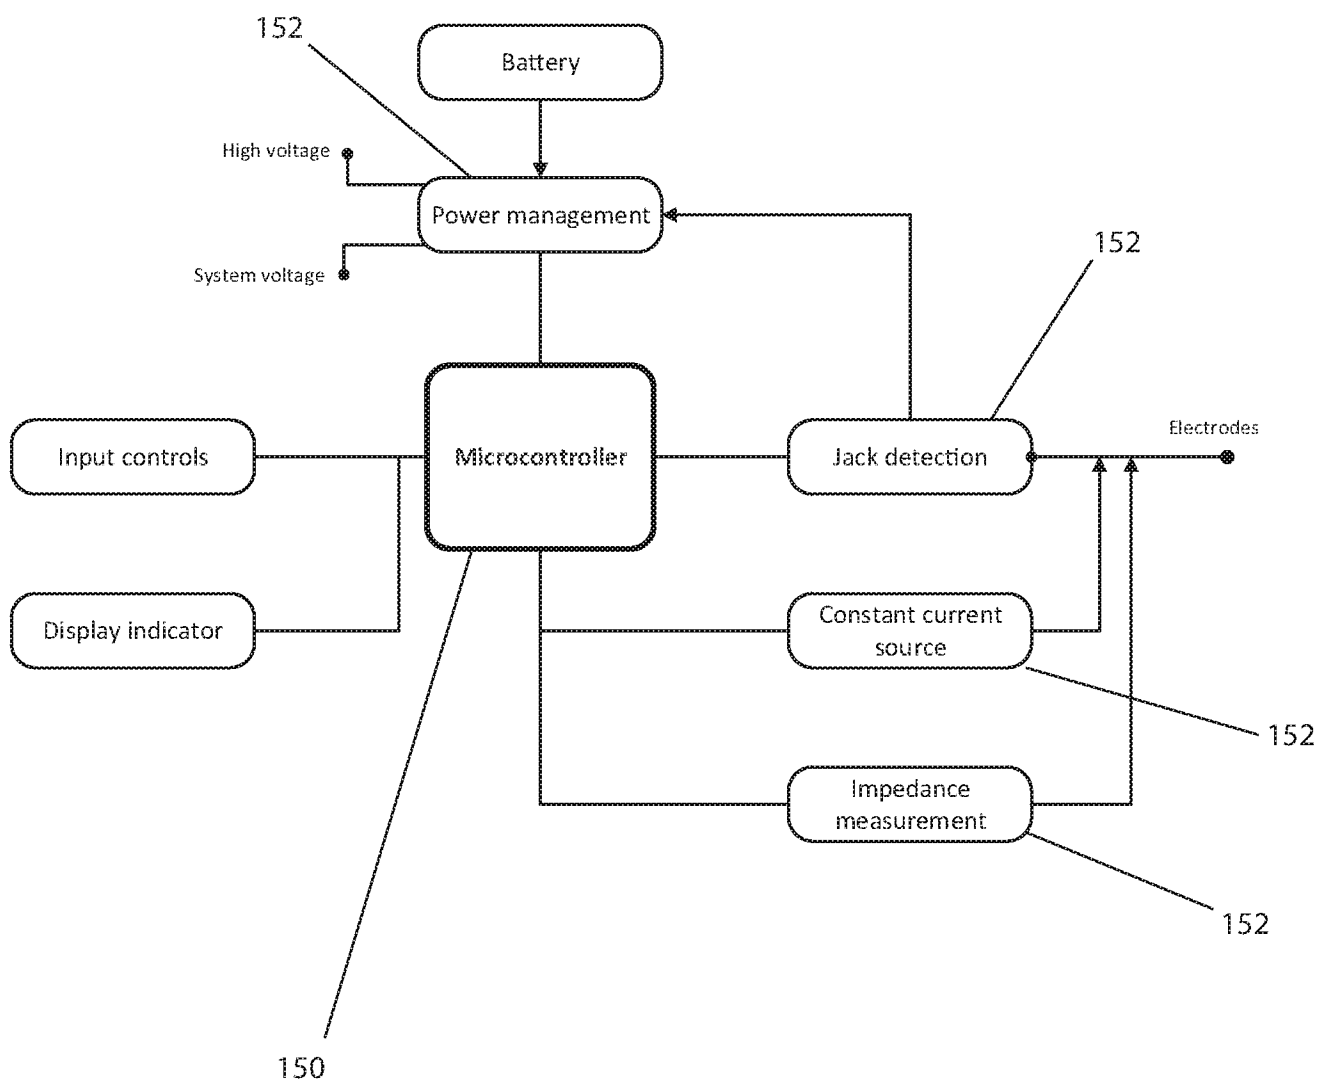 152
Battery
High voltage
Power management
System voltage
152
Input controls
Microcontroller
Jack detection
Electrodes
Display indicator
Constant current
source
152
Impedance
measurement
152
150